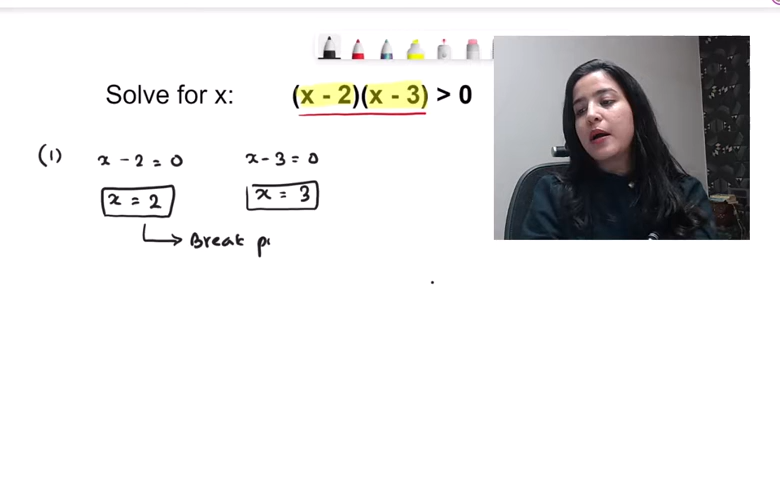 Solve for x: (x - 2)(x - 3) > 0
(1) x - 2 = 0 x - 3 = 0
x = 2 x = 3
Break